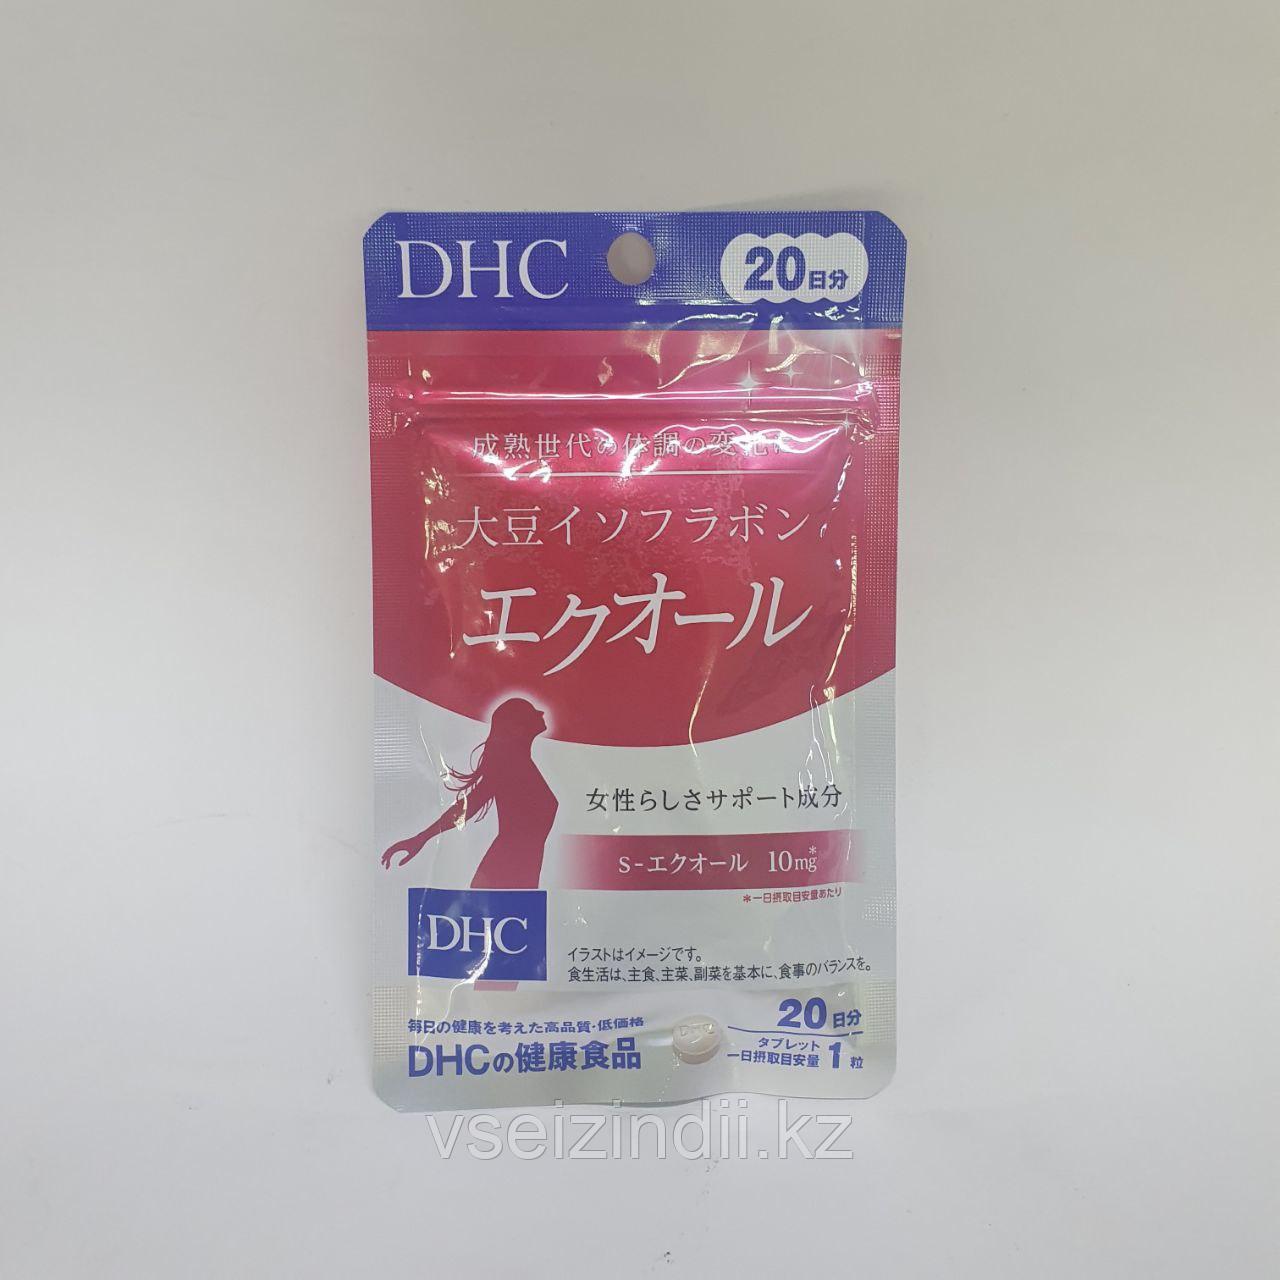 DHC
20日分
成熟世代の体調の変化に
大豆イソフラボン
エクオール
女性らしさサポート成分
S-エクオール 10mg*
*一日摂取目安量あたり
DHC
イラストはイメージです。
食生活は、主食、主菜、副菜を基本に、食事のバランスを。
毎日の健康を考えた高品質・低価格
DHCの健康食品
DHC
20日分
タブレット
一日摂取目安量 1粒
vseizindii.kz